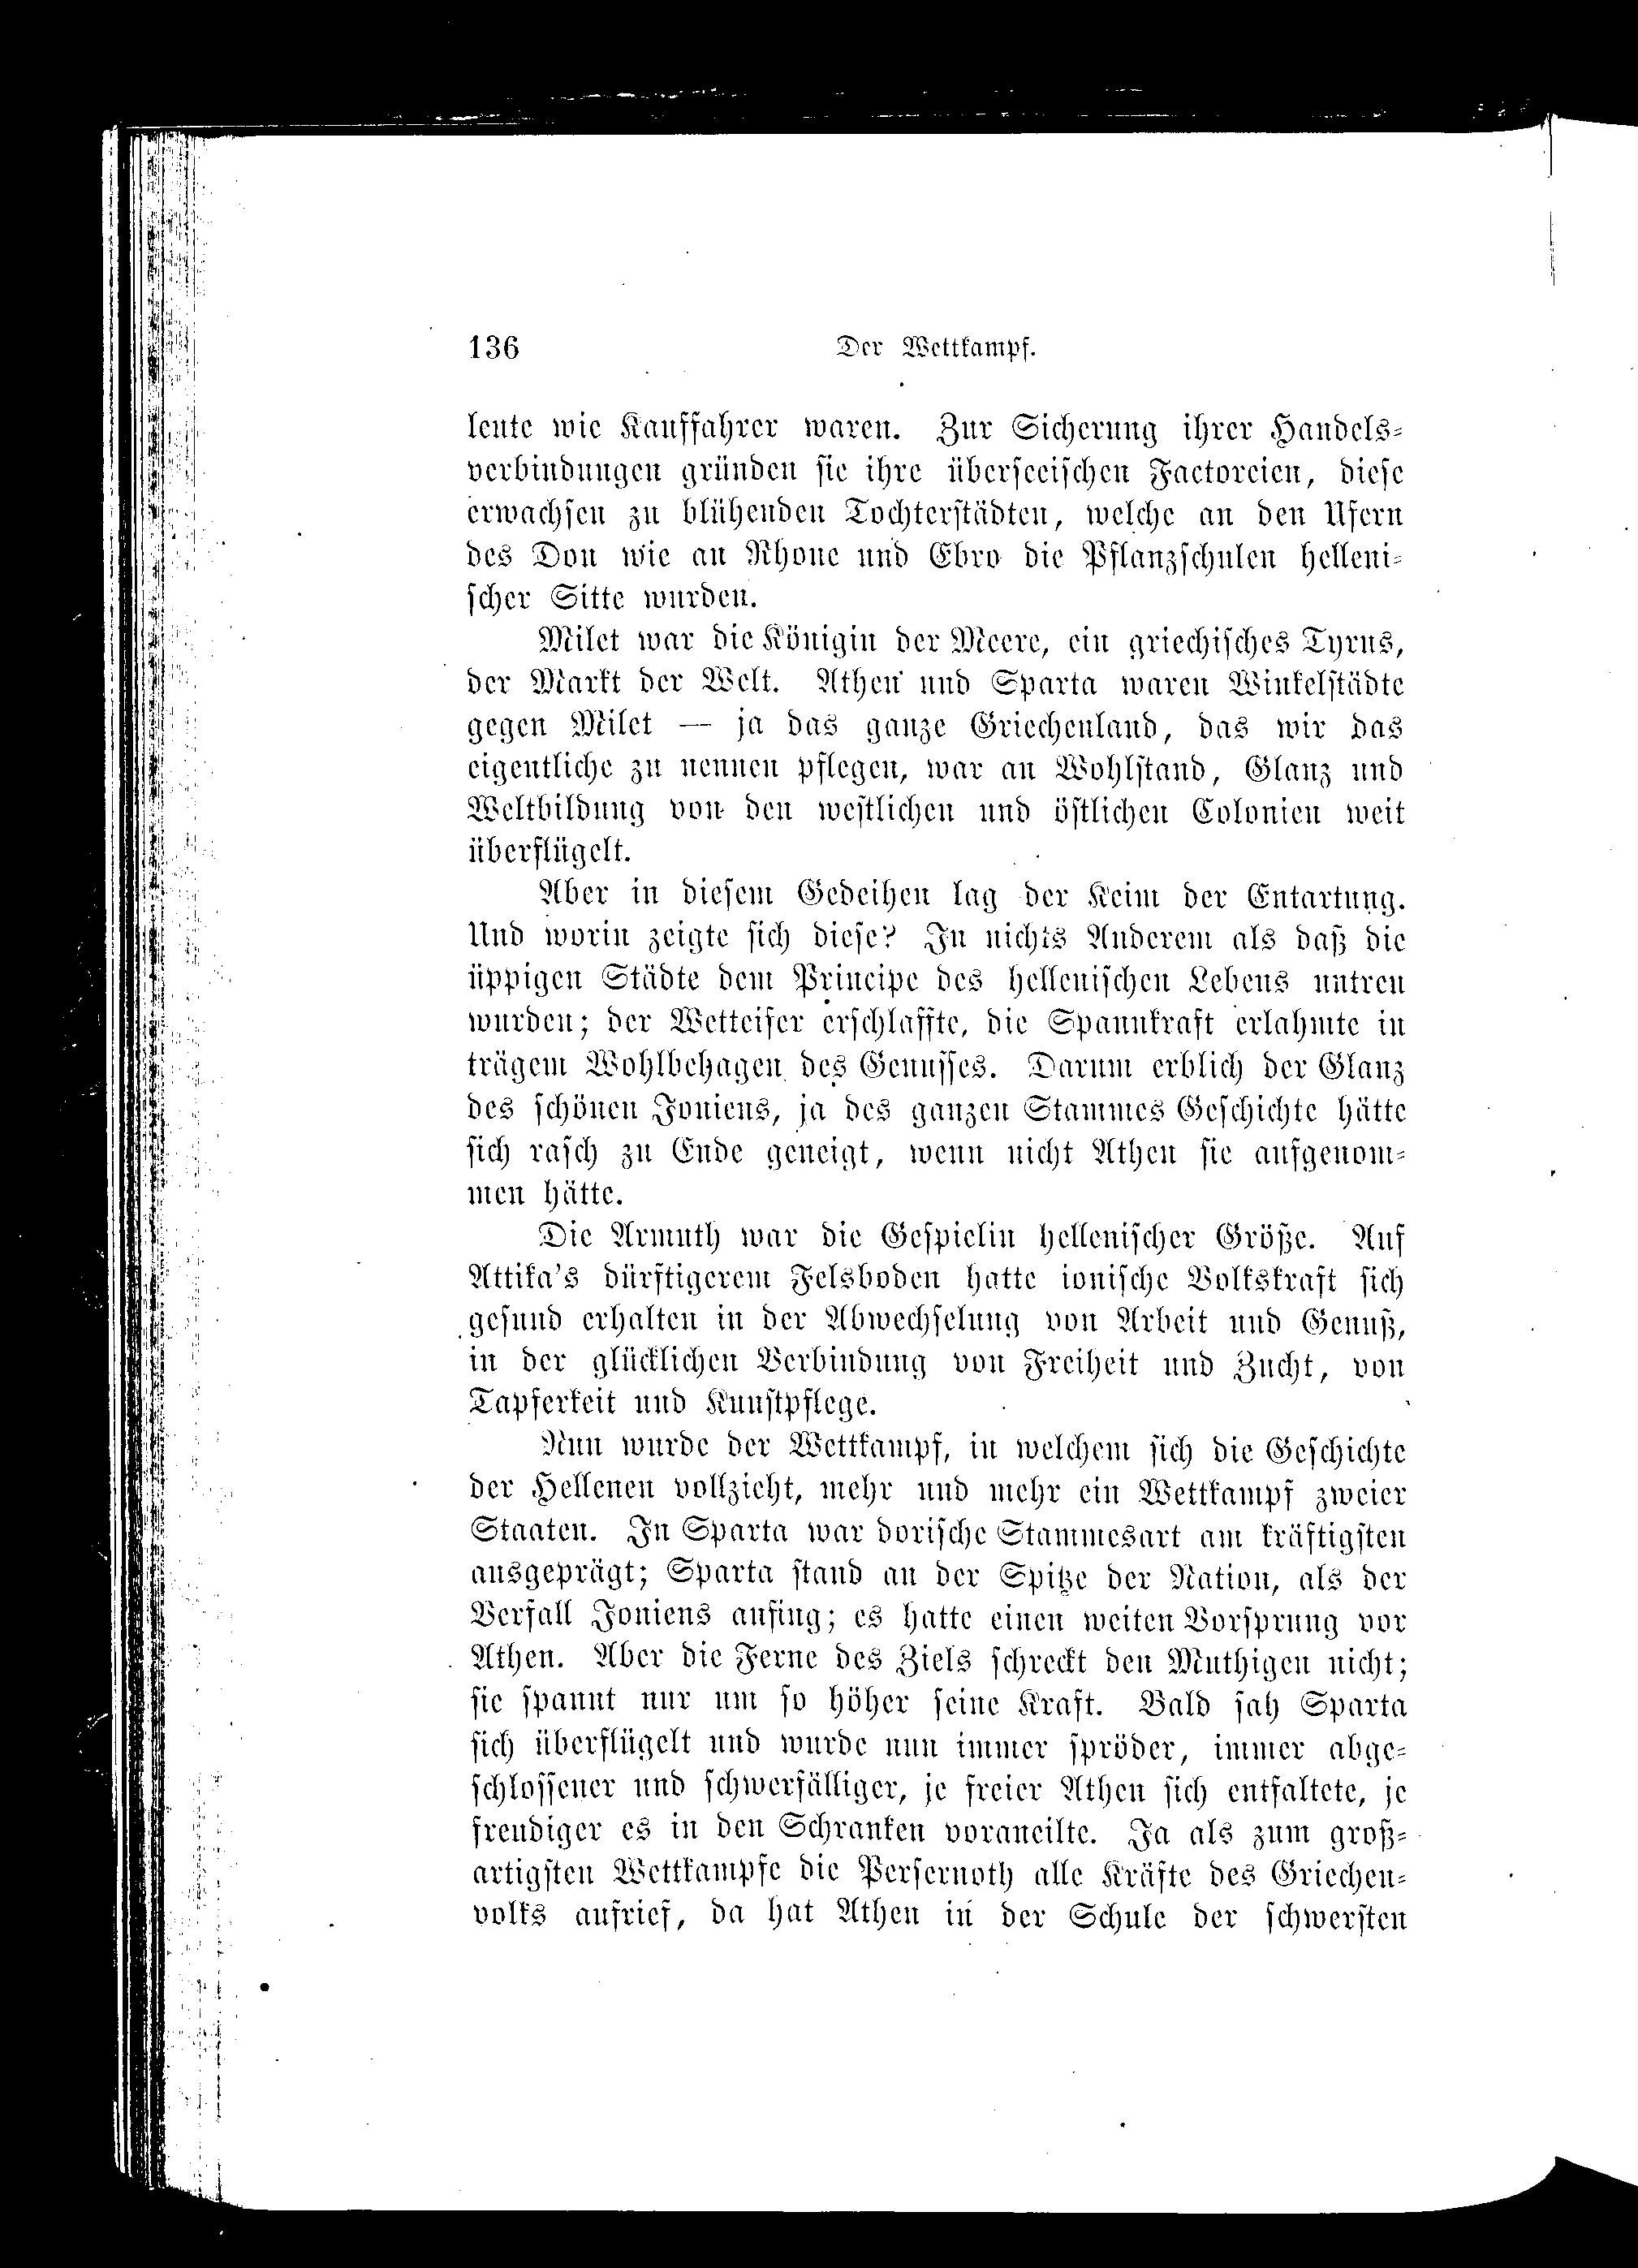 136
Der Wettkampf.
leute wie Kauffahrer waren. Zur Sicherung ihrer Handels-
verbindungen gründen sie ihre überseeischen Factoreien, diese
erwachsen zu blühenden Tochterstädten, welche an den Ufern
des Don wie an Rhone und Ebro die Pflanzschulen helleni-
scher Sitte wurden.
Milet war die Königin der Meere, ein griechisches Tyrus,
der Markt der Welt. Athen und Sparta waren Winkelstädte
gegen Milet — ja das ganze Griechenland, das wir das
eigentliche zu nennen pflegen, war an Wohlstand, Glanz und
Weltbildung von den westlichen und östlichen Colonien weit
überflügelt.
Aber in diesem Gedeihen lag der Keim der Entartung.
Und worin zeigte sich diese? In nichts Anderem als daß die
üppigen Städte dem Principe des hellenischen Lebens untreu
wurden; der Wetteifer erschlaffte, die Spannkraft erlahmte in
trägem Wohlbehagen des Genusses. Darum erblich der Glanz
des schönen Joniens, ja des ganzen Stammes Geschichte hätte
sich rasch zu Ende geneigt, wenn nicht Athen sie aufgenom-
men hätte.
Die Armuth war die Gespielin hellenischer Größe. Auf
Attika's dürftigerem Felsboden hatte ionische Volkskraft sich
gesund erhalten in der Abwechselung von Arbeit und Genuß,
in der glücklichen Verbindung von Freiheit und Zucht, von
Tapferkeit und Kunstpflege.
Nun wurde der Wettkampf, in welchem sich die Geschichte
der Hellenen vollzieht, mehr und mehr ein Wettkampf zweier
Staaten. In Sparta war dorische Stammesart am kräftigsten
ausgeprägt; Sparta stand an der Spitze der Nation, als der
Verfall Joniens anfing; es hatte einen weiten Vorsprung vor
Athen. Aber die Ferne des Ziels schreckt den Muthigen nicht;
sie spannt nur um so höher seine Kraft. Bald sah Sparta
sich überflügelt und wurde nun immer spröder, immer abge-
schlossener und schwerfälliger, je freier Athen sich entfaltete, je
freudiger es in den Schranken voraneilte. Ja als zum groß-
artigsten Wettkampfe die Persernoth alle Kräfte des Griechen-
volks aufrief, da hat Athen in der Schule der schwersten